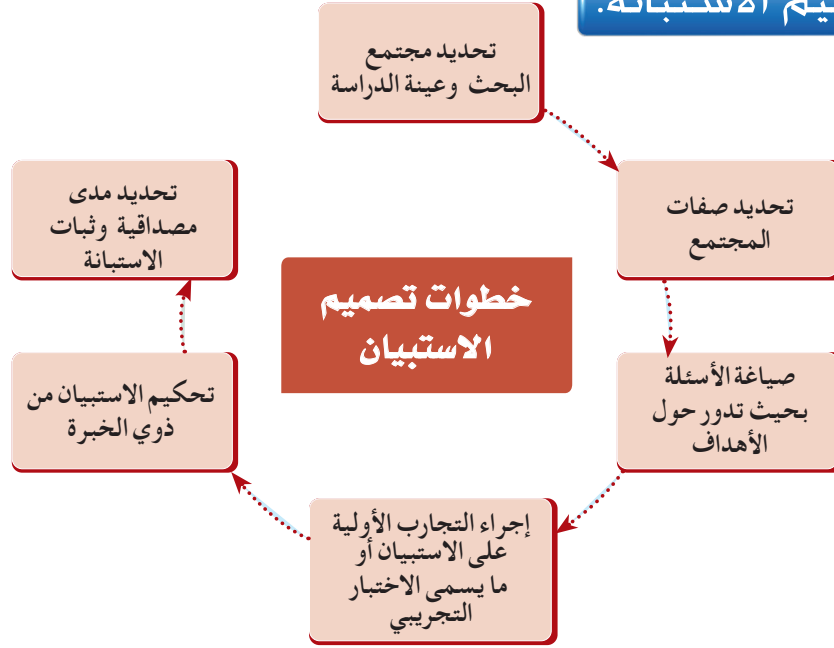 الاستبانة.
تحديد مجتمع
البحث وعينة الدراسة
تحديد صفات
المجتمع
صياغة الأسئلة
بحيث تدور حول
الأهداف
إجراء التجارب الأولية
على الاستبيان أو
ما يسمى الاختبار
التجريبي
تحكيم الاستبيان من
ذوي الخبرة
تحديد مدى
مصداقية وثبات
الاستبانة
خطوات تصميم
الاستبيان